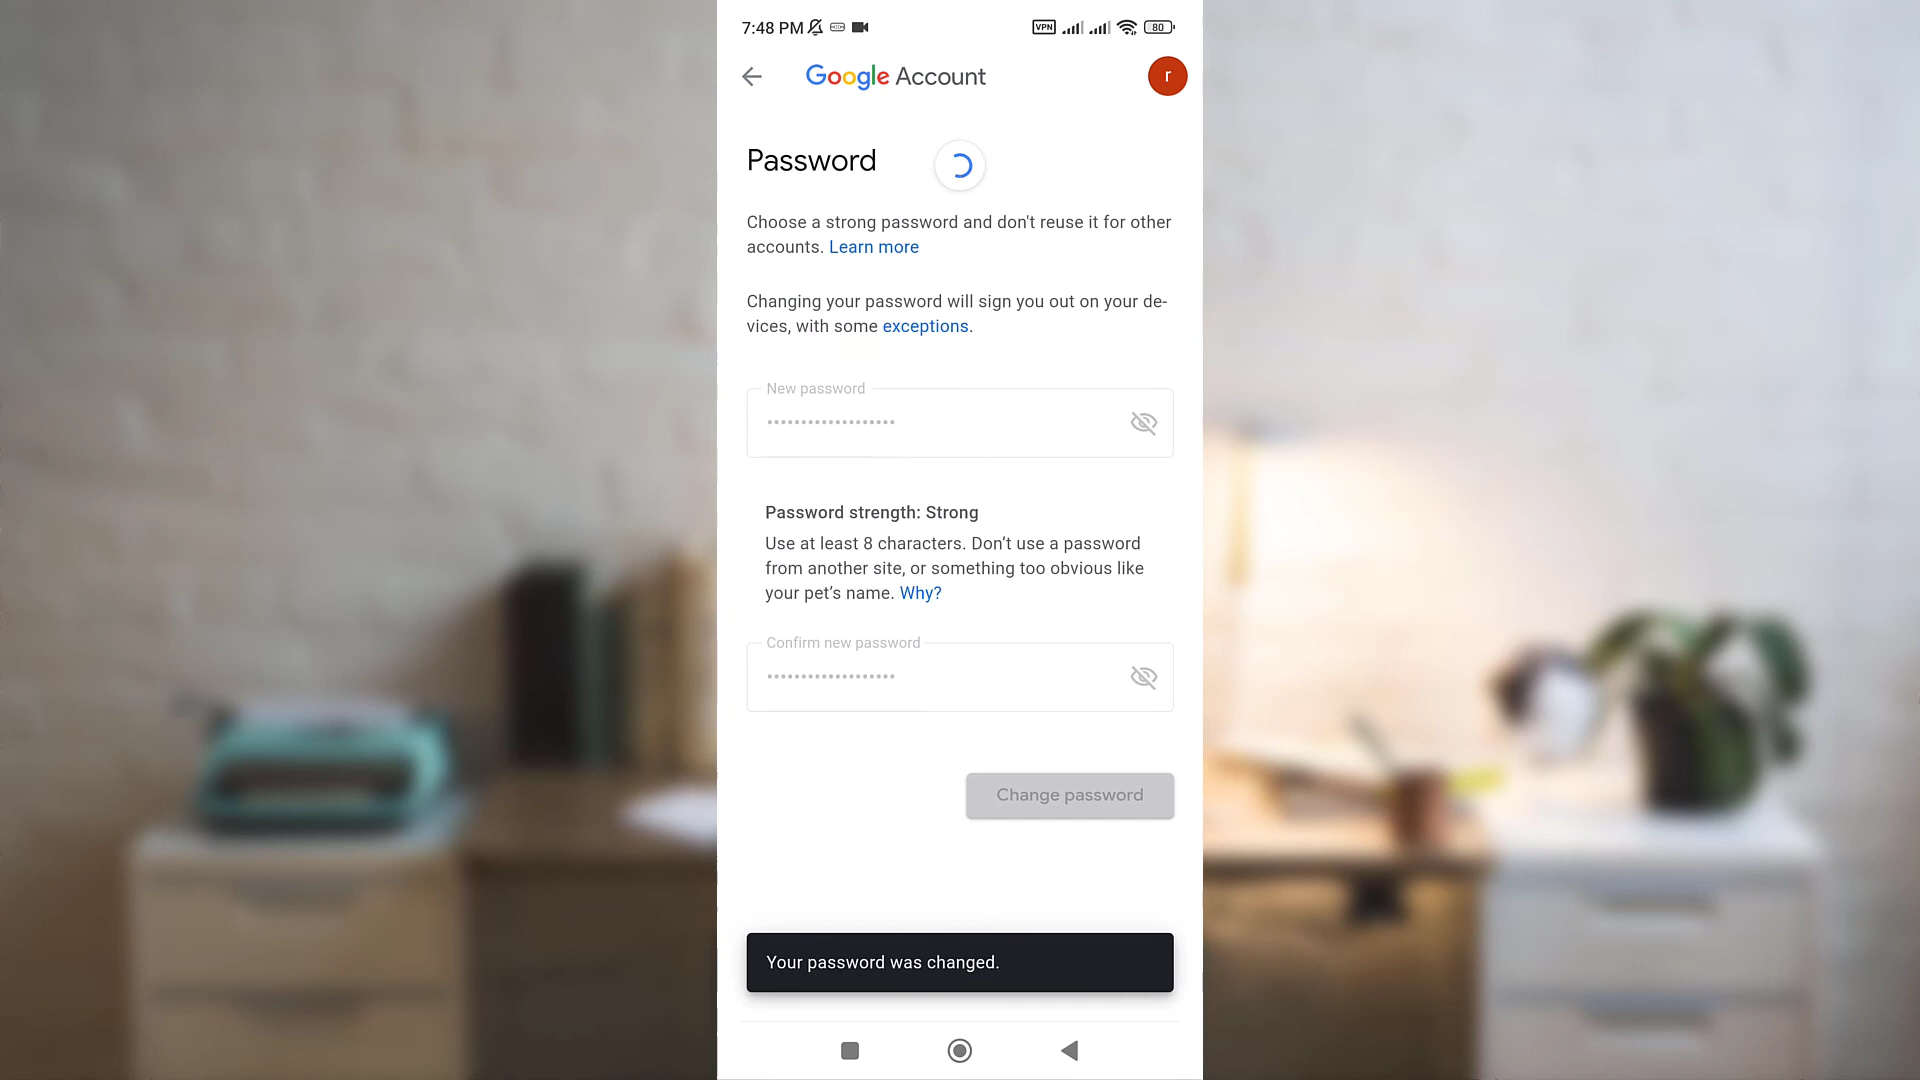 7:48 PM
VPN
80
Google Account
r
Password
Choose a strong password and don't reuse it for other
accounts. Learn more
Changing your password will sign you out on your de-
vices, with some exceptions.
New password
•••••••••••••••••••
Password strength: Strong
Use at least 8 characters. Don’t use a password
from another site, or something too obvious like
your pet’s name. Why?
Confirm new password
•••••••••••••••••••
Change password
Your password was changed.